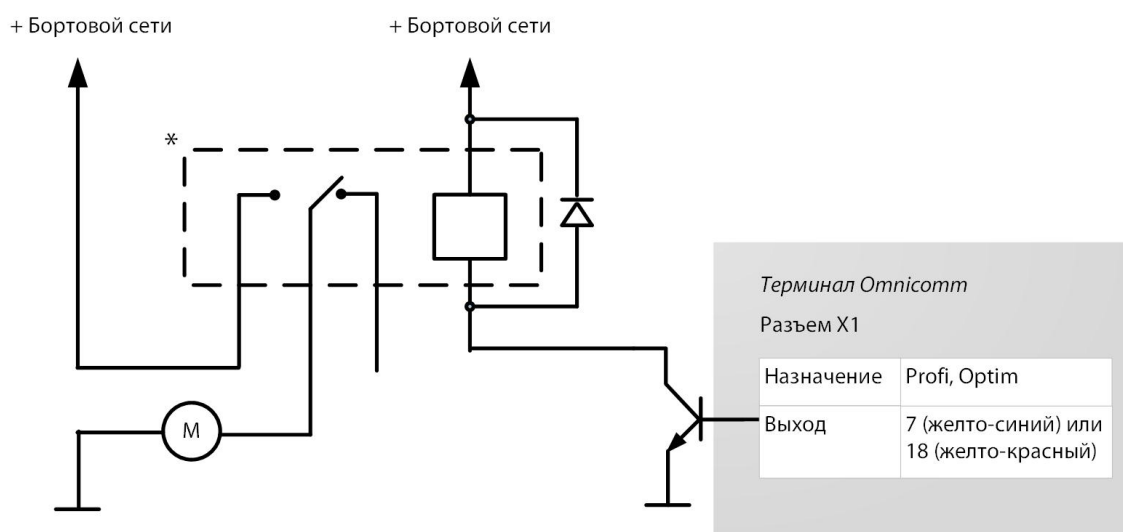 + Бортовой сети
+ Бортовой сети
*
Терминал Omnicomm
Разъем X1
Назначение
Profi, Optim
Выход
7 (желто-синий) или
18 (желто-красный)
M